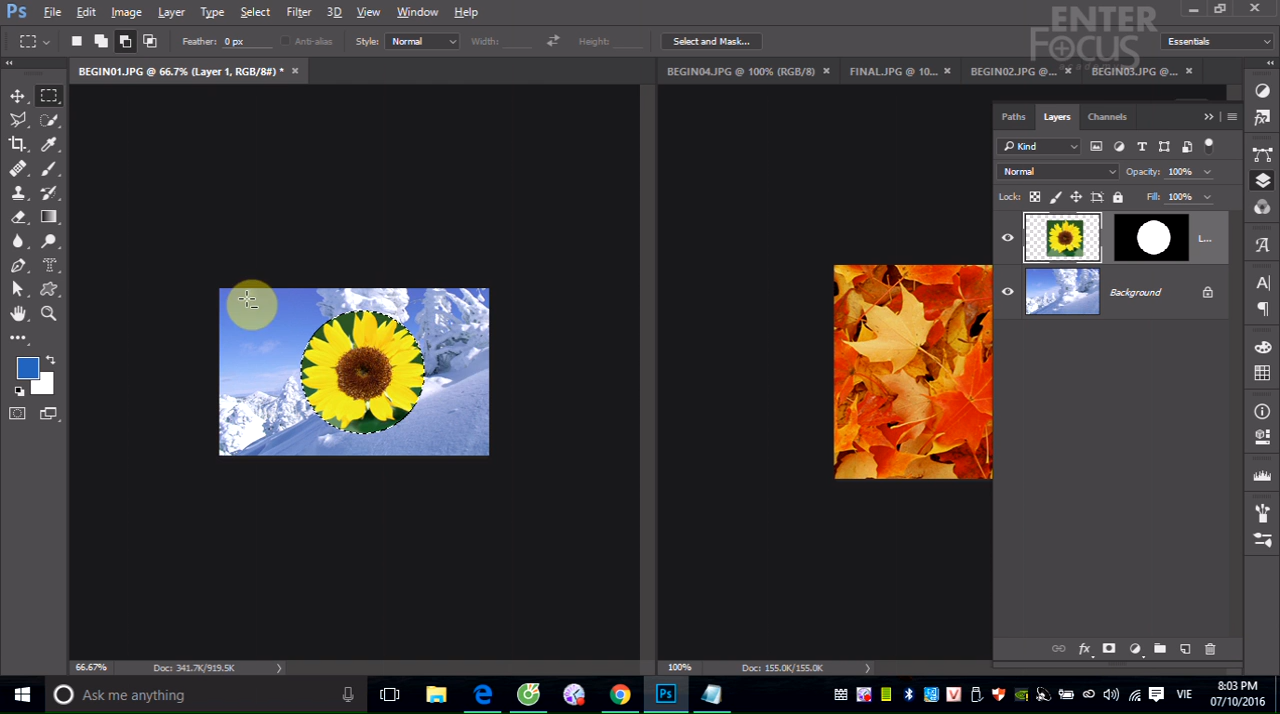 Ps File Edit Image Layer Type Select Filter 3D View Window Help
ENTER
FOCUS
academy
Feather: 0 px Anti-alias Style: Normal Width: Height: Select and Mask... Essentials
BEGIN01.JPG @ 66.7% (Layer 1, RGB/8#) * ×
BEGIN04.JPG @ 100% (RGB/8) × FINAL.JPG @ 10... × BEGIN02.JPG @ ... × BEGIN03.JPG @ ... ×
Paths Layers Channels
Kind
Normal Opacity: 100%
Lock: Fill: 100%
L...
Background
66.67% Doc: 341.7K/919.5K
100% Doc: 155.0K/155.0K
Ask me anything
VIE
8:03 PM
07/10/2016